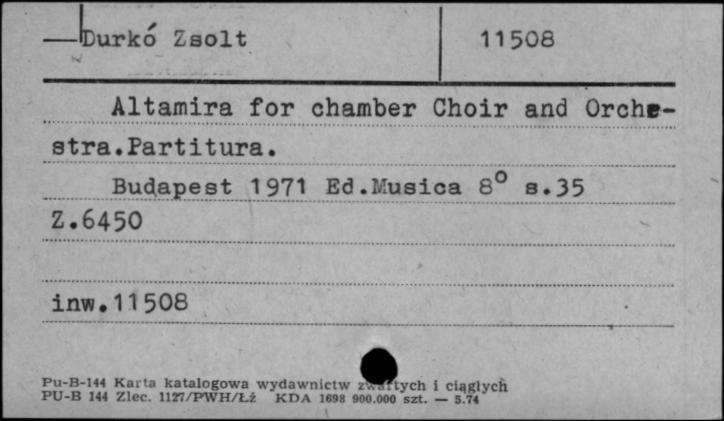 Durkó Zsolt 11508
Altamira for chamber Choir and Orche-
stra.Partitura.
Budapest 1971 Ed.Musica 8° s.35
Z.6450
inw.11508
Pu-B-144 Karta katalogowa wydawnictw zwartych i ciągłych
PU-B 144 Zlec. 1127/PWH/Łż KDA 1698 900.000 szt. — 5.74